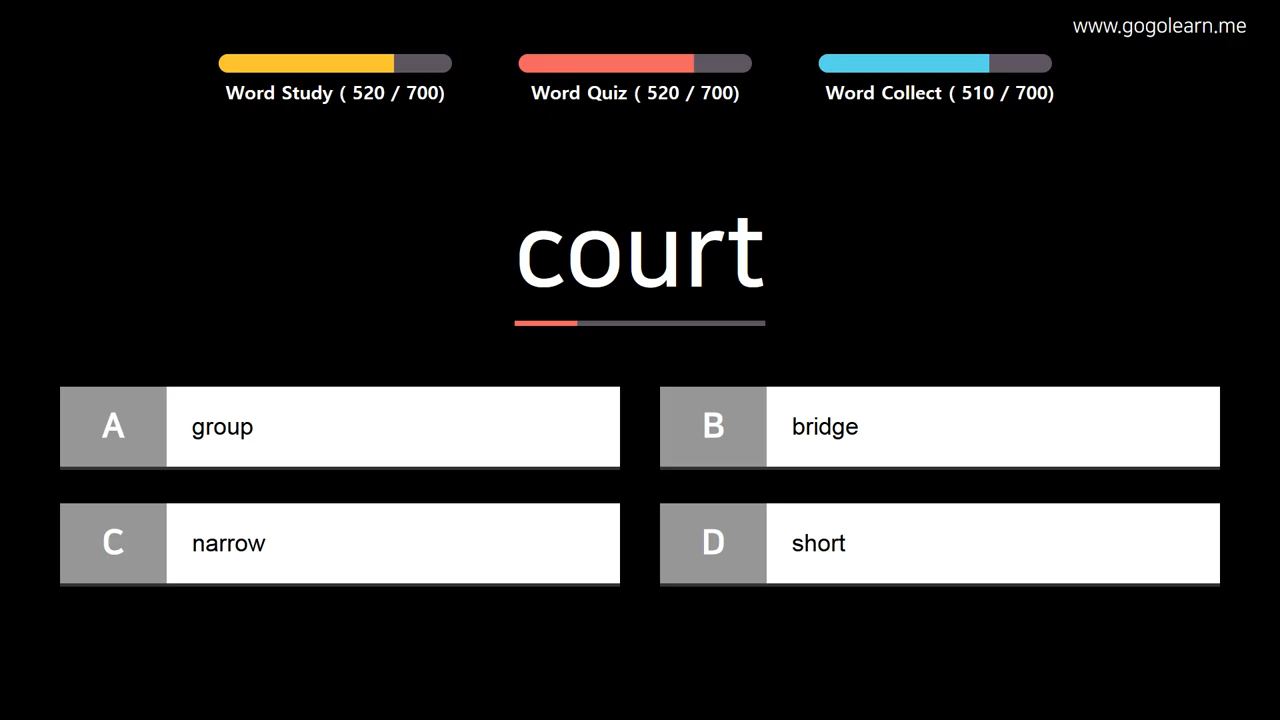 www.gogolearn.me
Word Study ( 520 / 700)
Word Quiz ( 520 / 700)
Word Collect ( 510 / 700)
court
A group
B bridge
C narrow
D short